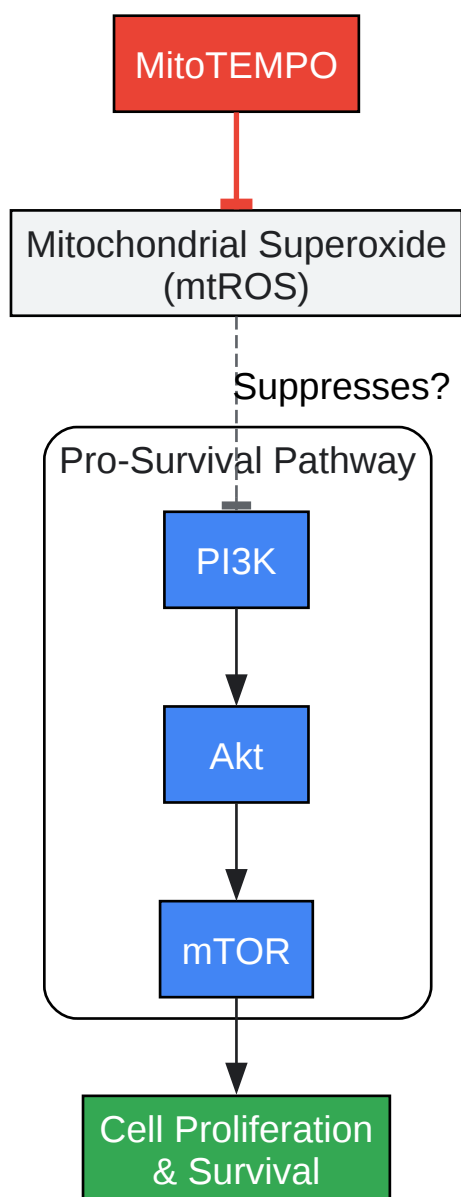 MitoTEMPO
Mitochondrial Superoxide
(mtROS)
Suppresses?
Pro-Survival Pathway
PI3K
Akt
mTOR
Cell Proliferation
& Survival